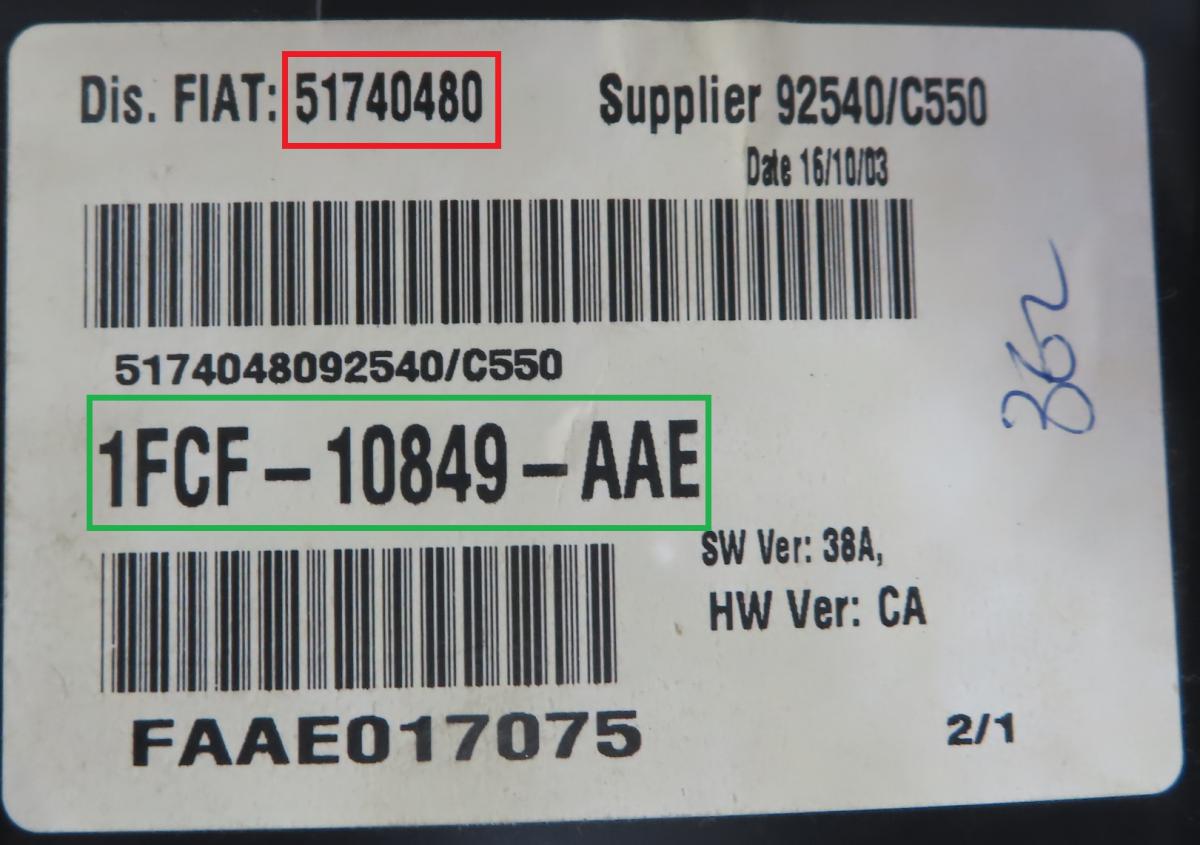 Dis. FIAT: 51740480 Supplier 92540/C550
Date 16/10/03
5174048092540/C550
1FCF-10849-AAE
SW Ver: 38A,
HW Ver: CA
FAAE017075
2/1
362